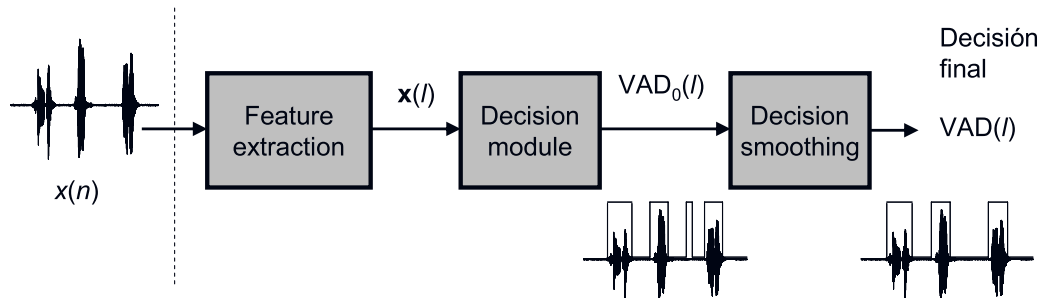 x(n)
Feature
extraction
x(l)
Decision
module
VAD₀(l)
Decision
smoothing
Decisión
final
VAD(l)